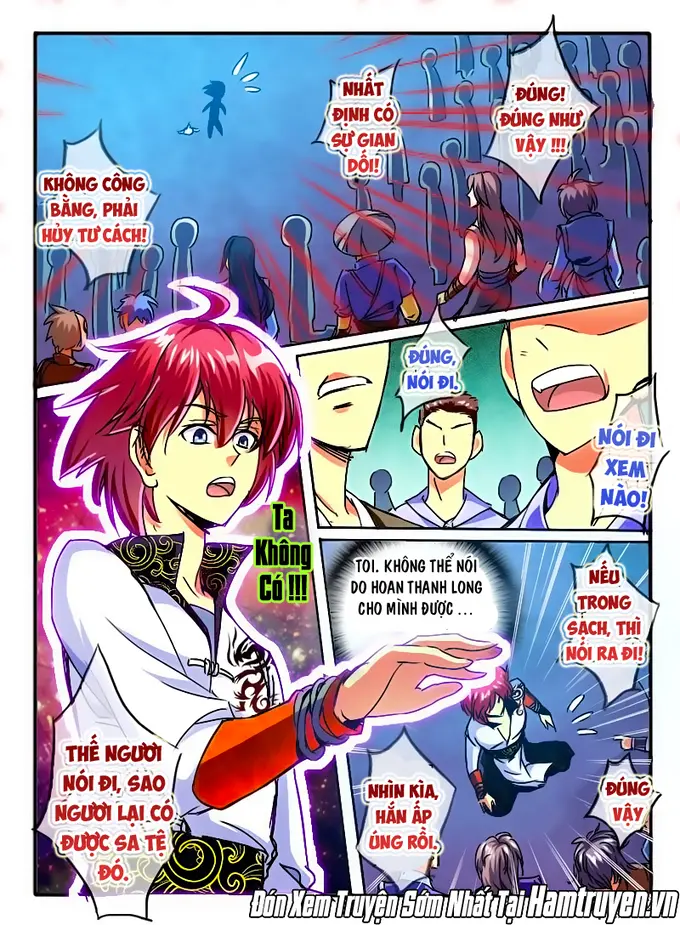 NHẤT
ĐỊNH CÓ
SỰ GIAN
DỐI!
ĐÚNG!
ĐÚNG NHƯ
VẬY !!!
KHÔNG CÔNG
BẰNG, PHẢI
HỦY TƯ CÁCH!
ĐÚNG,
NÓI ĐI.
NÓI ĐI
XEM
NÀO!
Ta
Không
Có !!!
TOI. KHÔNG THỂ NÓI
DO HOAN THANH LONG
CHO MÌNH ĐƯỢC ...
NẾU
TRONG
SẠCH, THÌ
NÓI RA ĐI!
THẾ NGƯƠI
NÓI ĐI, SAO
NGƯƠI LẠI CÓ
ĐƯỢC SA TỆ
ĐÓ.
NHÌN KÌA,
HẮN ẤP
ÚNG RỒI.
ĐÚNG
VẬY
Đón Xem Truyện Sớm Nhất Tại Hamtruyen.vn